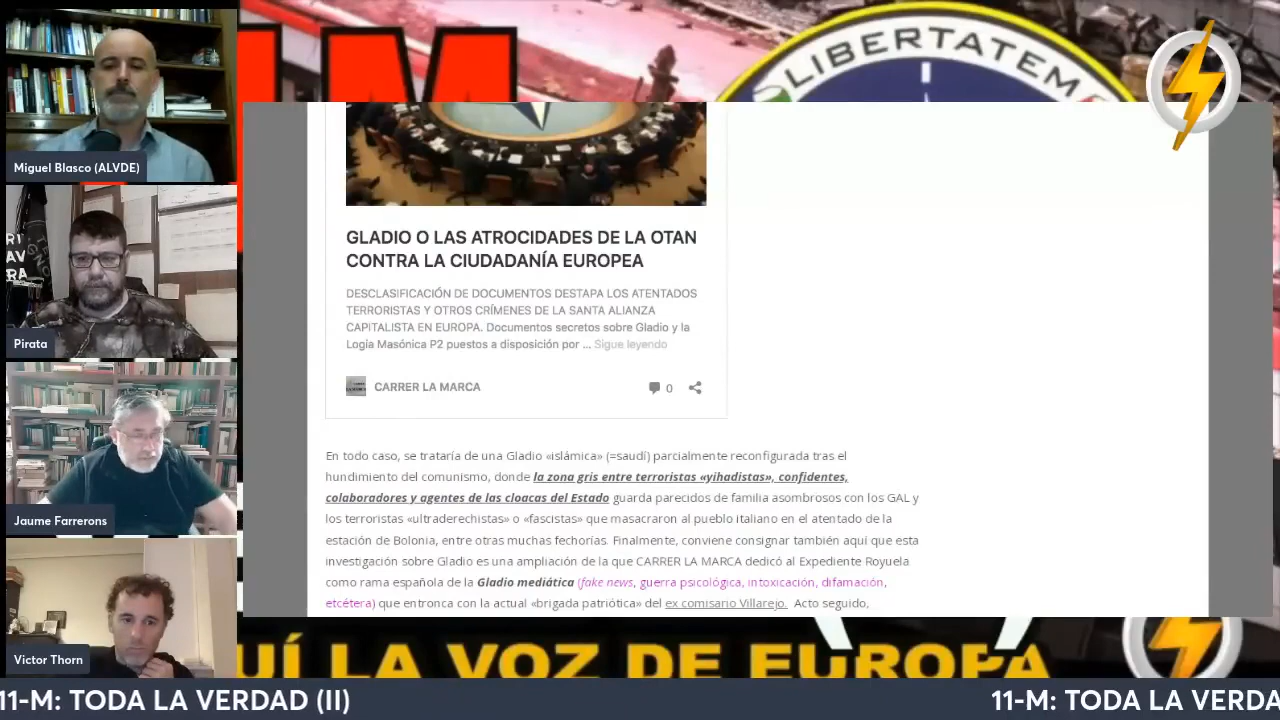 M
LIBERTATEM
Miguel Blasco (ALVDE)
Pirata
Jaume Farrerons
Victor Thorn
GLADIO O LAS ATROCIDADES DE LA OTAN
CONTRA LA CIUDADANÍA EUROPEA
DESCLASIFICACIÓN DE DOCUMENTOS DESTAPA LOS ATENTADOS
TERRORISTAS Y OTROS CRÍMENES DE LA SANTA ALIANZA
CAPITALISTA EN EUROPA. Documentos secretos sobre Gladio y la
Logía Masónica P2 puestos a disposición por ... Sigue leyendo
CARRER LA MARCA
0
En todo caso, se trataría de una Gladio «islámica» (=saudí) parcialmente reconfigurada tras el
hundimiento del comunismo, donde la zona gris entre terroristas «yihadistas», confidentes,
colaboradores y agentes de las cloacas del Estado guarda parecidos de familia asombrosos con los GAL y
los terroristas «ultraderechistas» o «fascistas» que masacraron al pueblo italiano en el atentado de la
estación de Bolonia, entre otras muchas fechorías. Finalmente, conviene consignar también aquí que esta
investigación sobre Gladio es una ampliación de la que CARRER LA MARCA dedicó al Expediente Royuela
como rama española de la Gladio mediática (fake news, guerra psicológica, intoxicación, difamación,
etcétera) que entronca con la actual «brigada patriótica» del ex comisario Villarejo. Acto seguido,
UÍ LA VOZ DE EUROPA
11-M: TODA LA VERDAD (II)
11-M: TODA LA VERDA